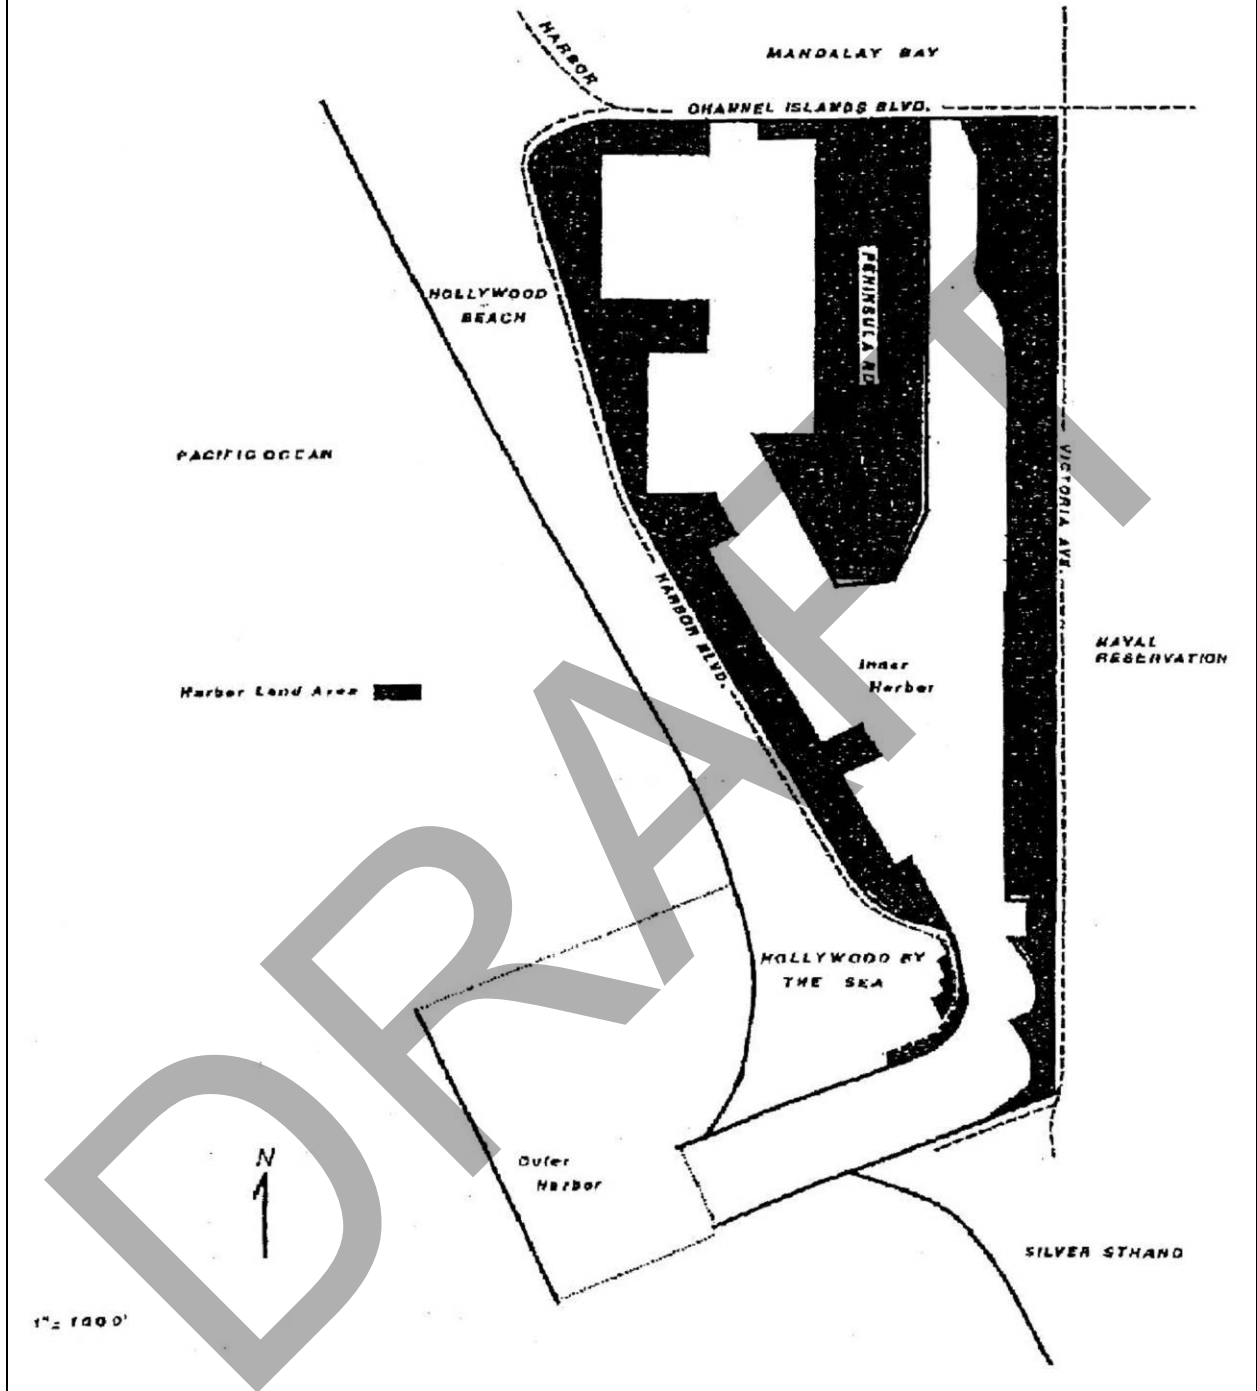 HARBOR
MANDALAY BAY
CHANNEL ISLANDS BLVD.
PENINSULA RD
HOLLYWOOD
BEACH
PACIFIC OCEAN
VICTORIA AVE.
HARBOR BLVD.
NAVAL
RESERVATION
Inner
Harbor
Harbor Land Area
HOLLYWOOD BY
THE SEA
N
Outer
Harbor
SILVER STRAND
1"= 1000'
DRAFT